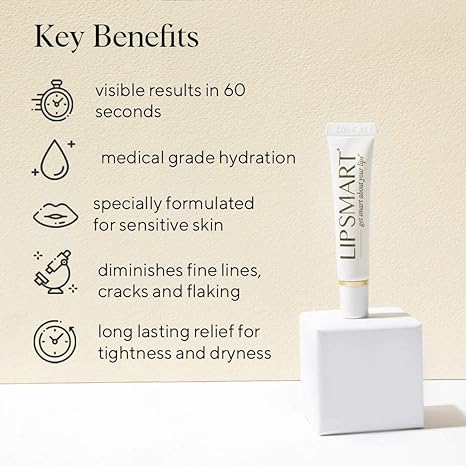 Key Benefits
visible results in 60
seconds
medical grade hydration
specially formulated
for sensitive skin
diminishes fine lines,
cracks and flaking
long lasting relief for
tightness and dryness
LIPSMART®
get smart about your lips®